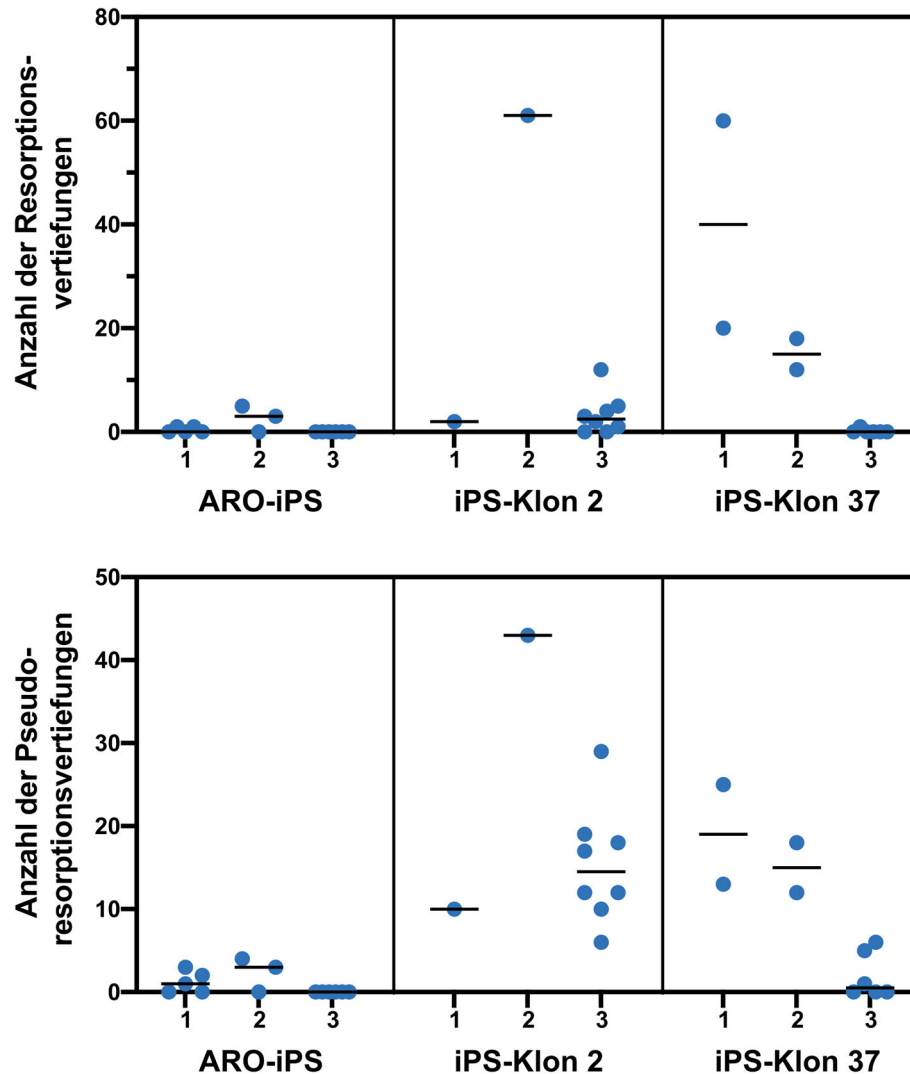 Anzahl der Resorptions-
vertiefungen
80
60
40
20
0
1 2 3 1 2 3 1 2 3
ARO-iPS iPS-Klon 2 iPS-Klon 37
Anzahl der Pseudo-
resorptionsvertiefungen
50
40
30
20
10
0
1 2 3 1 2 3 1 2 3
ARO-iPS iPS-Klon 2 iPS-Klon 37